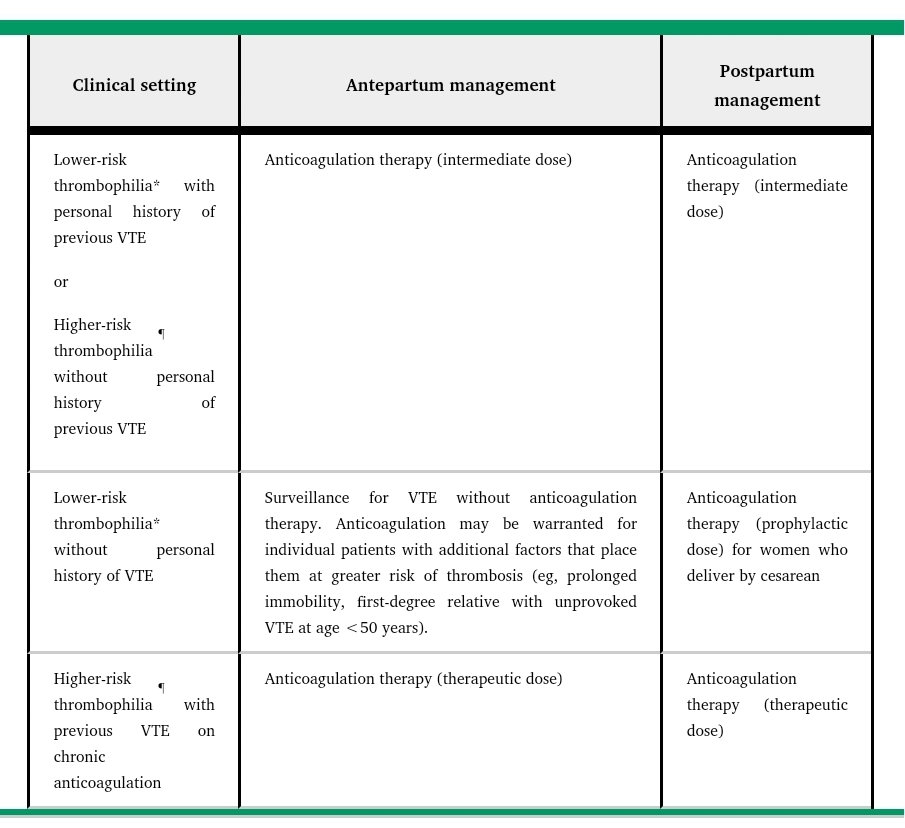 Clinical setting
Antepartum management
Postpartum
management
Lower-risk
thrombophilia* with
personal history of
previous VTE
or
Higher-risk
thrombophilia¶
without personal
history of
previous VTE
Anticoagulation therapy (intermediate dose)
Anticoagulation
therapy (intermediate
dose)
Lower-risk
thrombophilia*
without personal
history of VTE
Surveillance for VTE without anticoagulation
therapy. Anticoagulation may be warranted for
individual patients with additional factors that place
them at greater risk of thrombosis (eg, prolonged
immobility, first-degree relative with unprovoked
VTE at age <50 years).
Anticoagulation
therapy (prophylactic
dose) for women who
deliver by cesarean
Higher-risk
thrombophilia¶ with
previous VTE on
chronic
anticoagulation
Anticoagulation therapy (therapeutic dose)
Anticoagulation
therapy (therapeutic
dose)